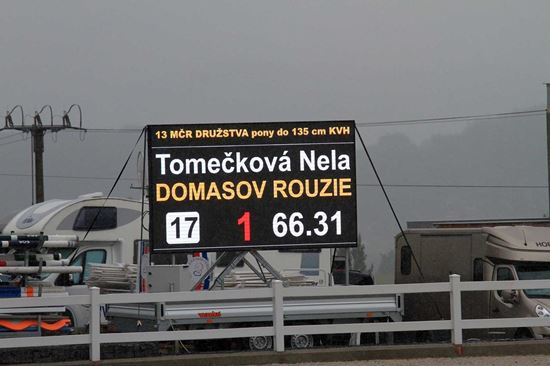 13 MČR DRUŽSTVA pony do 135 cm KVH
Tomečková Nela
DOMASOV ROUZIE
17 1 66.31